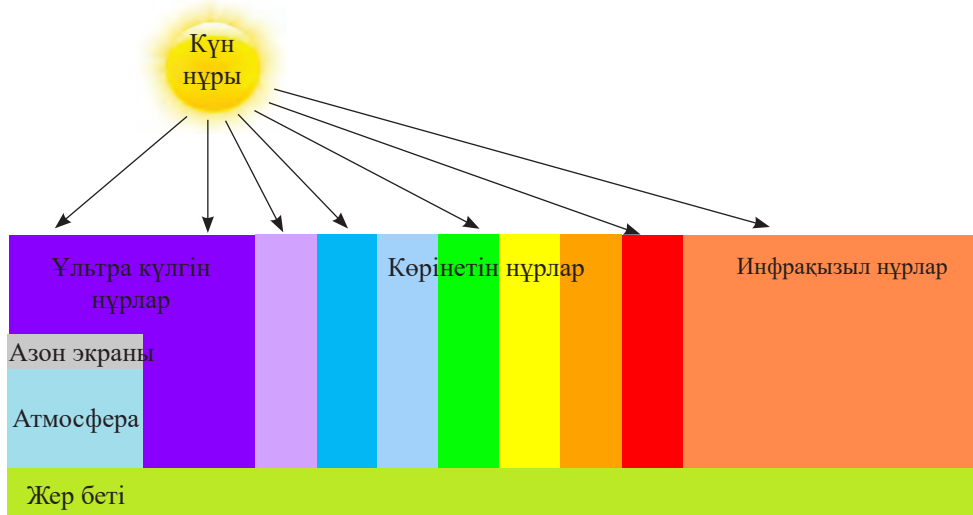 Күн
нұры
Ұльтра күлгін
нұрлар
Көрінетін нұрлар
Инфрақызыл нұрлар
Азон экраны
Атмосфера
Жер беті